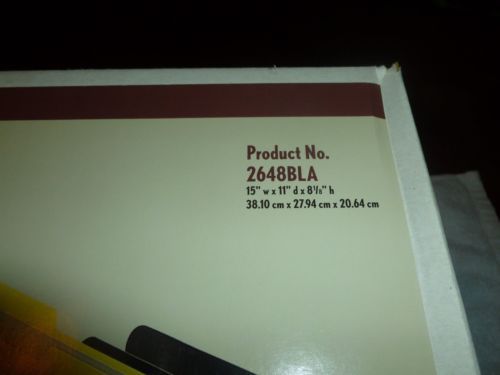 Product No.
2648BLA
15" w x 11" d x 8⅛" h
38.10 cm x 27.94 cm x 20.64 cm